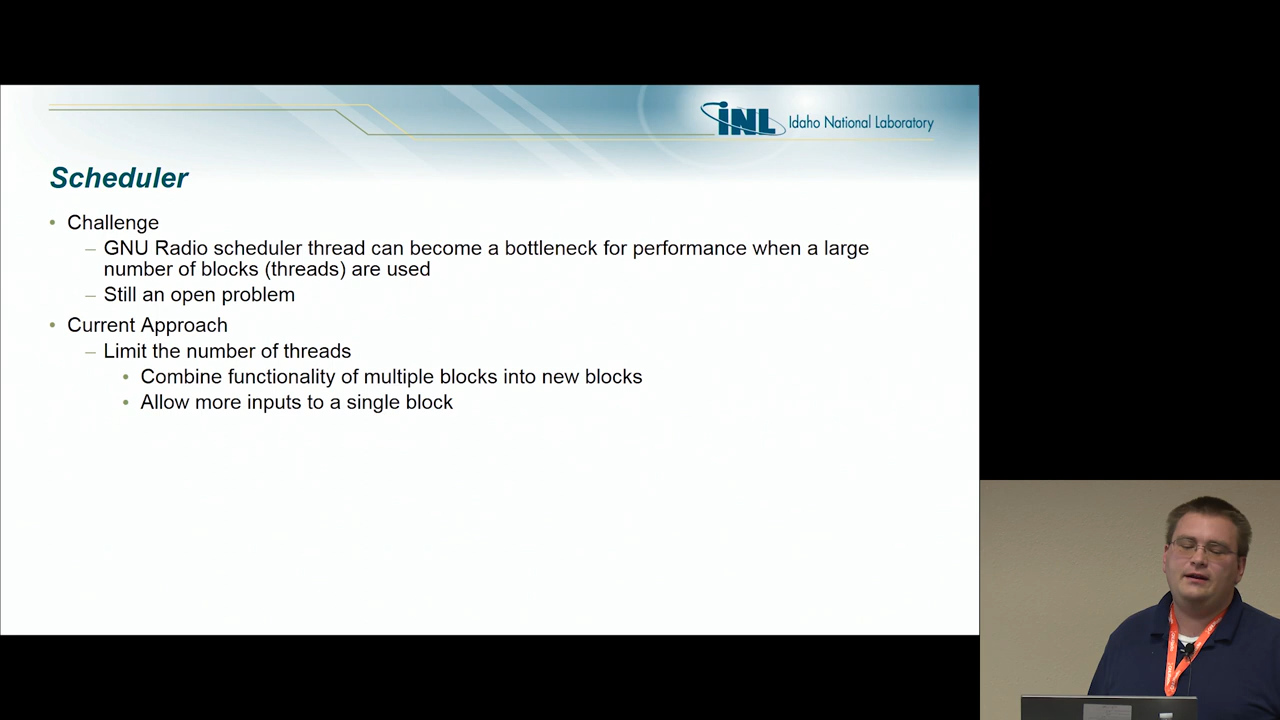 INL Idaho National Laboratory
Scheduler
• Challenge
– GNU Radio scheduler thread can become a bottleneck for performance when a large
number of blocks (threads) are used
– Still an open problem
• Current Approach
– Limit the number of threads
• Combine functionality of multiple blocks into new blocks
• Allow more inputs to a single block